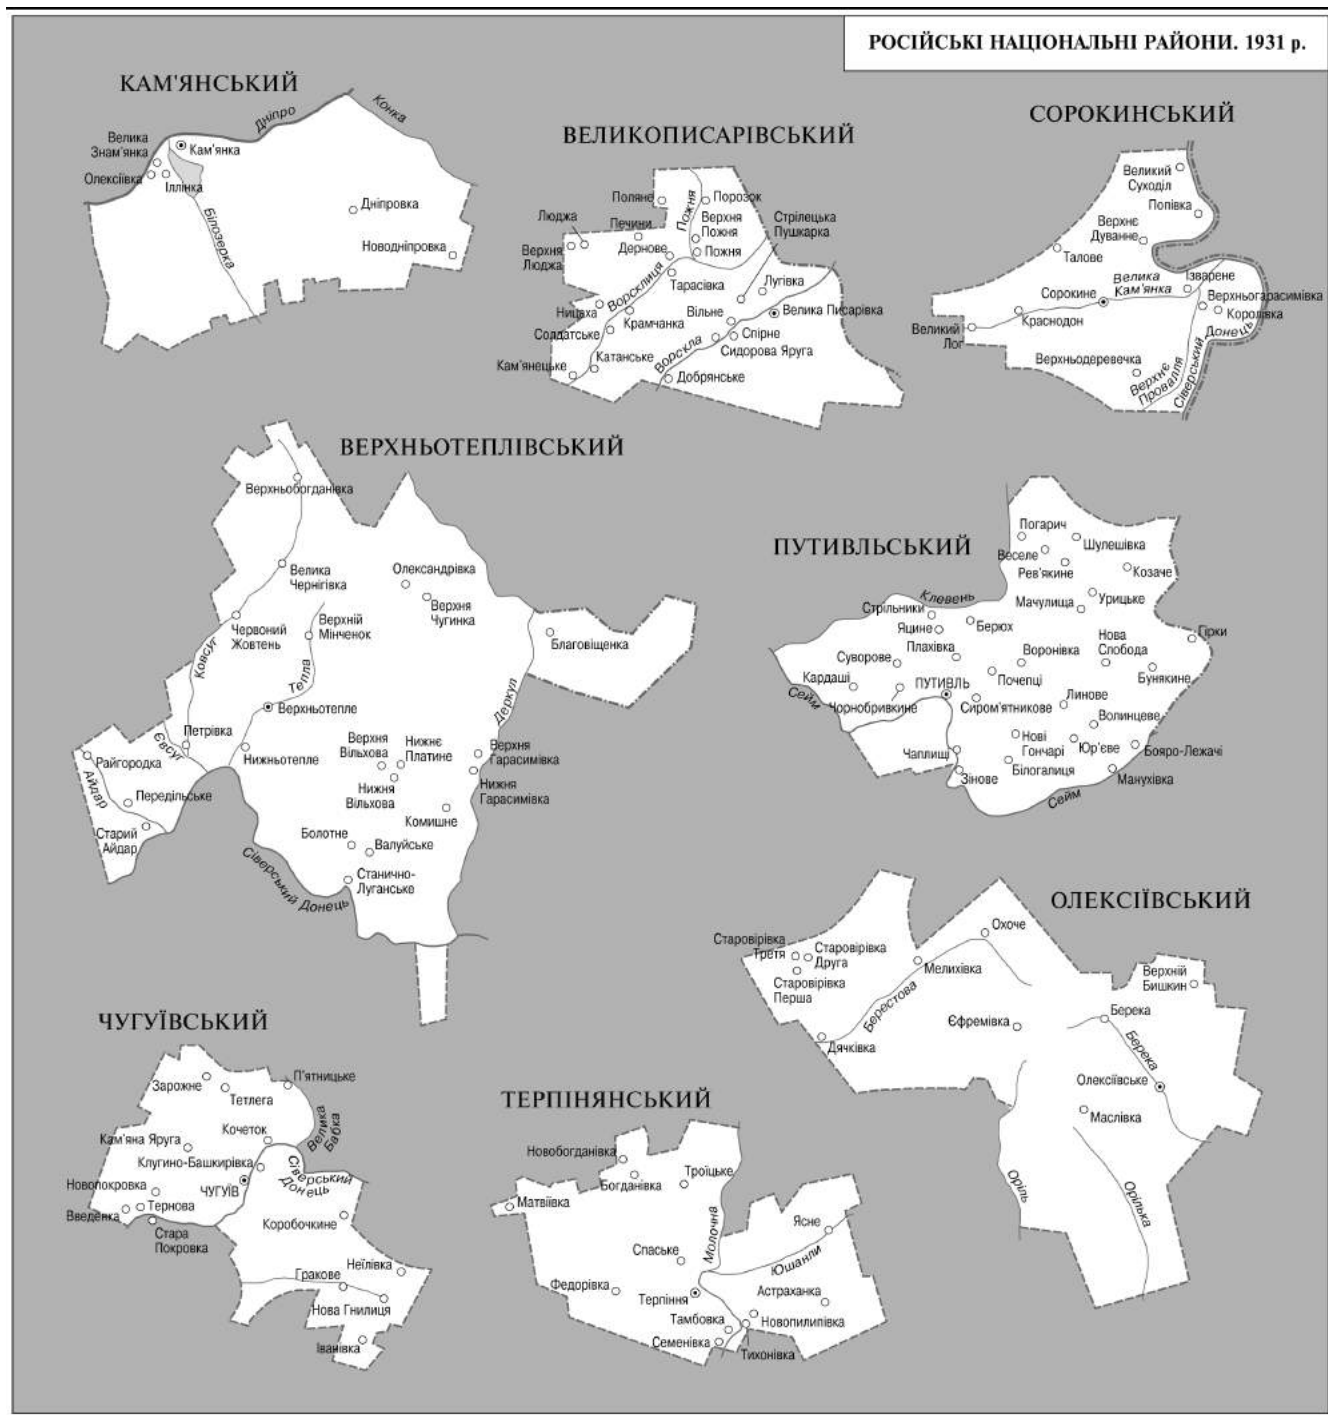 РОСІЙСЬКІ НАЦІОНАЛЬНІ РАЙОНИ. 1931 р.
КАМ'ЯНСЬКИЙ
Дніпро
Конка
Велика
Знам'янка
Кам'янка
Олексіївка
Іллінка
Білозерка
Дніпровка
Новодніпровка
ВЕЛИКОПИСАРІВСЬКИЙ
Поляне
Пожня
Порозок
Люджа
Печини
Верхня
Пожня
Стрілецька
Пушкарка
Верхня
Люджа
Дернове
Пожня
Ворсклиця
Тарасівка
Лугівка
Ницаха
Крамчанка
Вільне
Велика Писарівка
Солдатське
Спірне
Катанське
Ворскла
Сидорова Яруга
Кам'янецьке
Добрянське
СОРОКИНСЬКИЙ
Великий
Суходіл
Попівка
Верхнє
Дуванне
Талове
Велика
Кам'янка
Ізварене
Сорокине
Верхньогарасимівка
Краснодон
Королівка
Великий
Лог
Верхньодеревечка
Верхнє
Провалля
Сіверський Донець
ВЕРХНЬОТЕПЛІВСЬКИЙ
Верхньобогданівка
Велика
Чернігівка
Олександрівка
Верхня
Чугинка
Червоний
Жовтень
Верхній
Мінченок
Благовіщенка
Ковсуг
Тепла
Деркул
Верхньотепле
Петрівка
Євсуг
Нижньотепле
Верхня
Вільхова
Нижнє
Платине
Верхня
Гарасимівка
Райгородка
Айдар
Передільське
Нижня
Вільхова
Нижня
Гарасимівка
Комишне
Старий
Айдар
Болотне
Валуйське
Станично-
Луганське
Сіверський Донець
ПУТИВЛЬСЬКИЙ
Погарич
Шулешівка
Веселе
Рев'якине
Козаче
Клевень
Стрільники
Мачулища
Урицьке
Яцине
Берюх
Гірки
Плахівка
Воронівка
Нова
Слобода
Суворове
Бунякине
Кардаші
ПУТИВЛЬ
Почепці
Сейм
Чорнобривкине
Сиром'ятникове
Линове
Волинцеве
Чаплищі
Нові
Гончарі
Юр'єве
Бояро-Лежачі
Зінове
Білогалиця
Манухівка
Сейм
ОЛЕКСІЇВСЬКИЙ
Охоче
Старовірівка
Третя
Старовірівка
Друга
Мелихівка
Верхній
Бишкин
Старовірівка
Перша
Берестова
Єфремівка
Берека
Дячківка
Берека
Олексіївське
Маслівка
Оріль
Орілька
ЧУГУЇВСЬКИЙ
П'ятницьке
Зарожне
Тетлега
Велика
Бабка
Кам'яна Яруга
Кочеток
Клугино-Башкирівка
Сіверський
Донець
Новопокровка
ЧУГУЇВ
Введенка
Тернова
Стара
Покровка
Коробочкине
Неїлівка
Гракове
Нова Гнилиця
Іванівка
ТЕРПІНЯНСЬКИЙ
Новобогданівка
Богданівка
Троїцьке
Матвіївка
Молочна
Ясне
Спаське
Юшанли
Федорівка
Терпіння
Астраханка
Тамбовка
Новопилипівка
Семенівка
Тихонівка